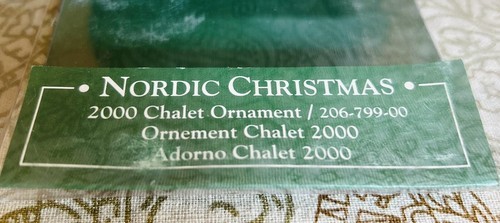 • NORDIC CHRISTMAS •
2000 Chalet Ornament / 206-799-00
Ornement Chalet 2000
Adorno Chalet 2000